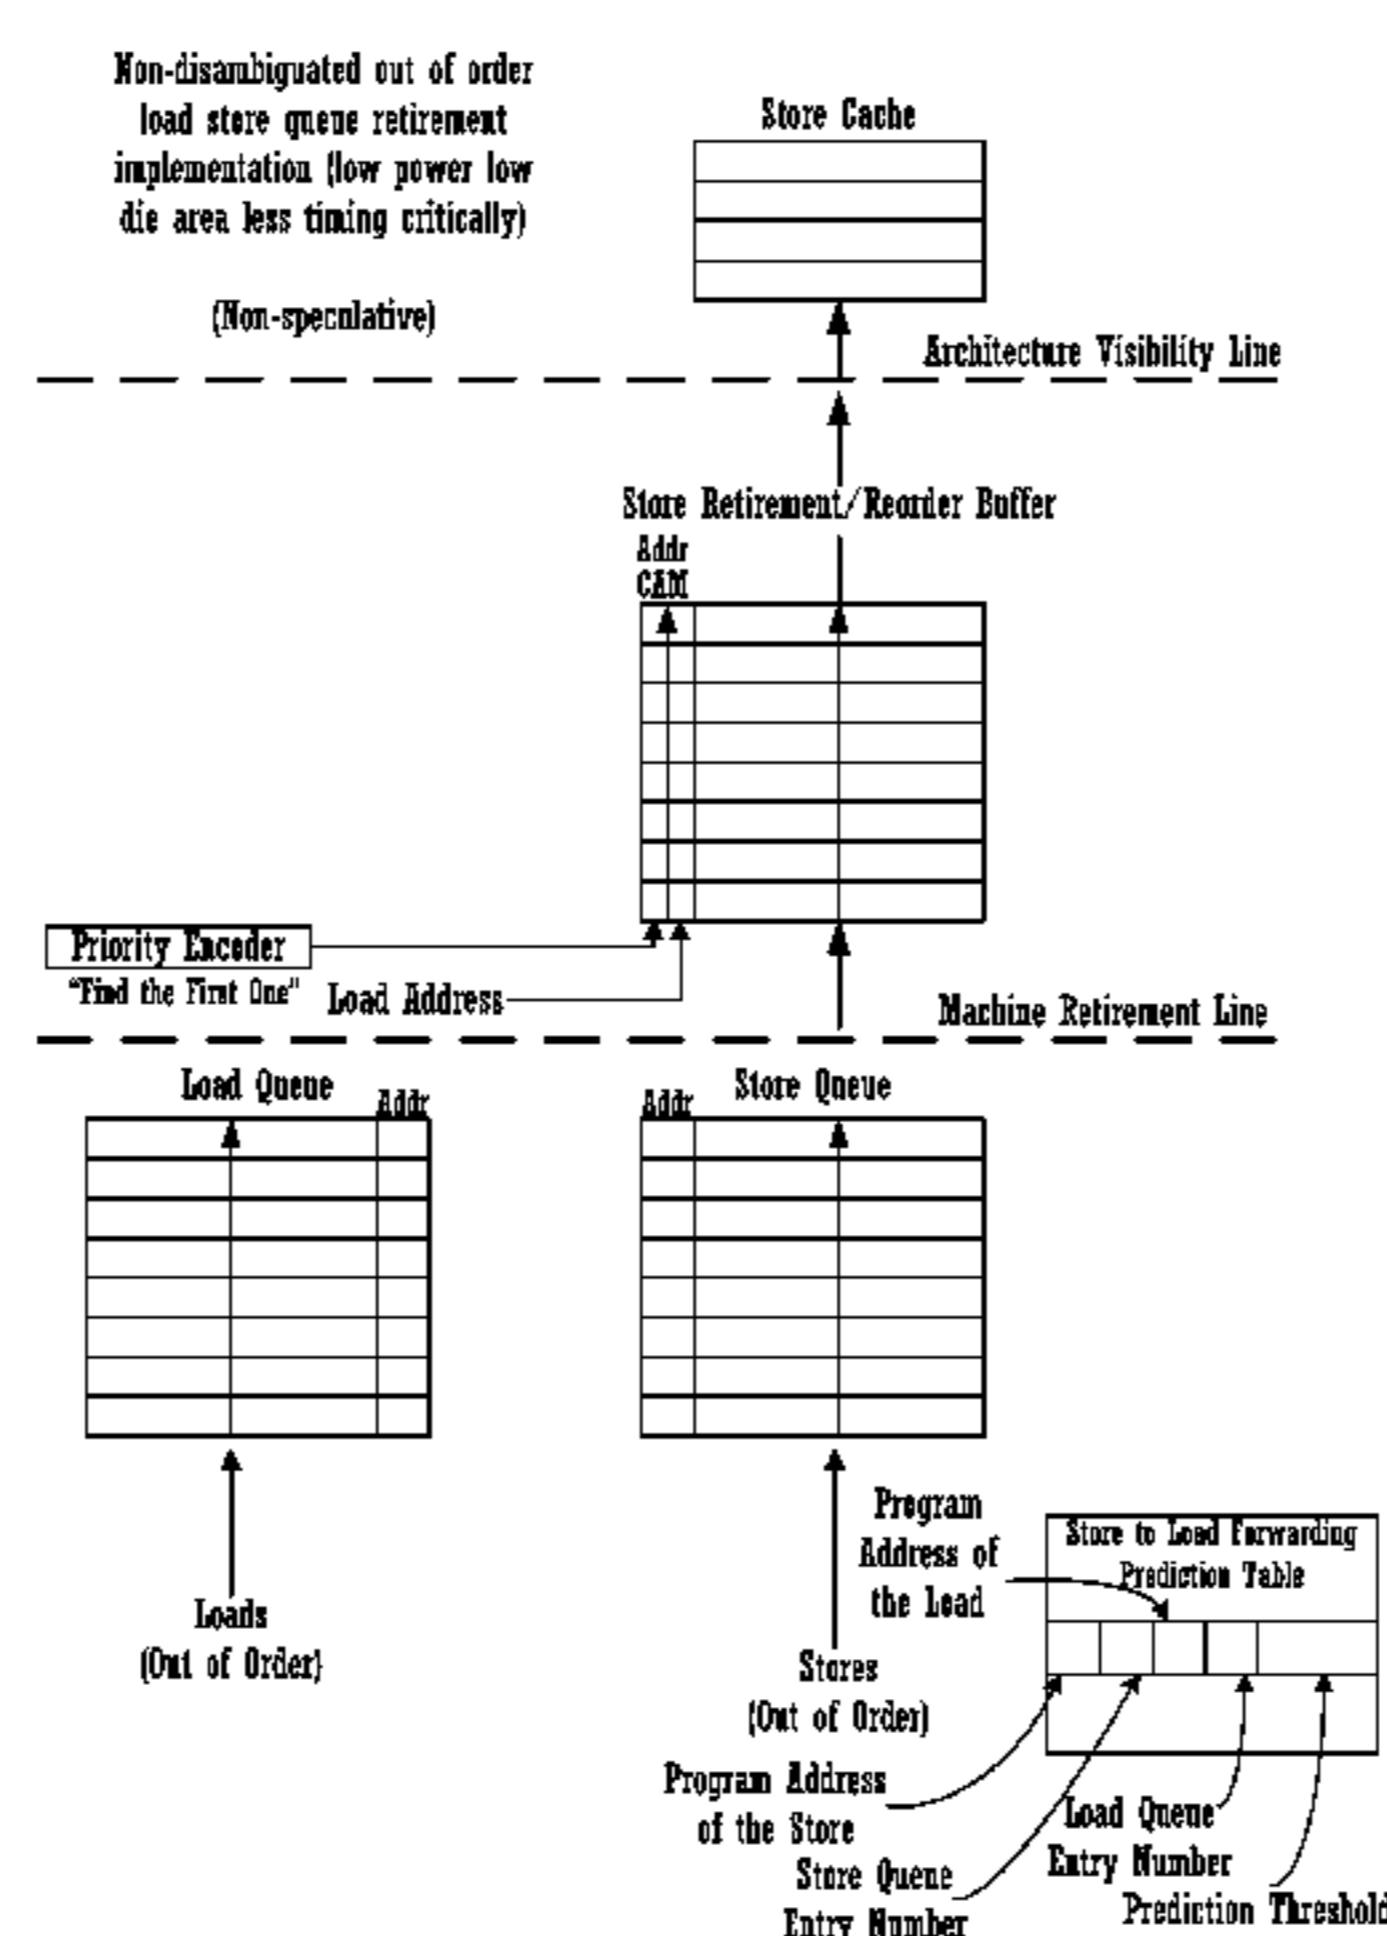 Non-disambiguated out of order
load store queue retirement
implementation (low power low
die area less timing critically)
(Non-speculative)
Store Cache
Architecture Visibility Line
Store Retirement/Reorder Buffer
Addr
CAM
Priority Encoder
"Find the First One"
Load Address
Machine Retirement Line
Load Queue
Addr
Addr
Store Queue
Loads
(Out of Order)
Stores
(Out of Order)
Program
Address of
the Load
Store to Load Forwarding
Prediction Table
Program Address
of the Store
Store Queue
Entry Number
Load Queue
Entry Number
Prediction Threshold